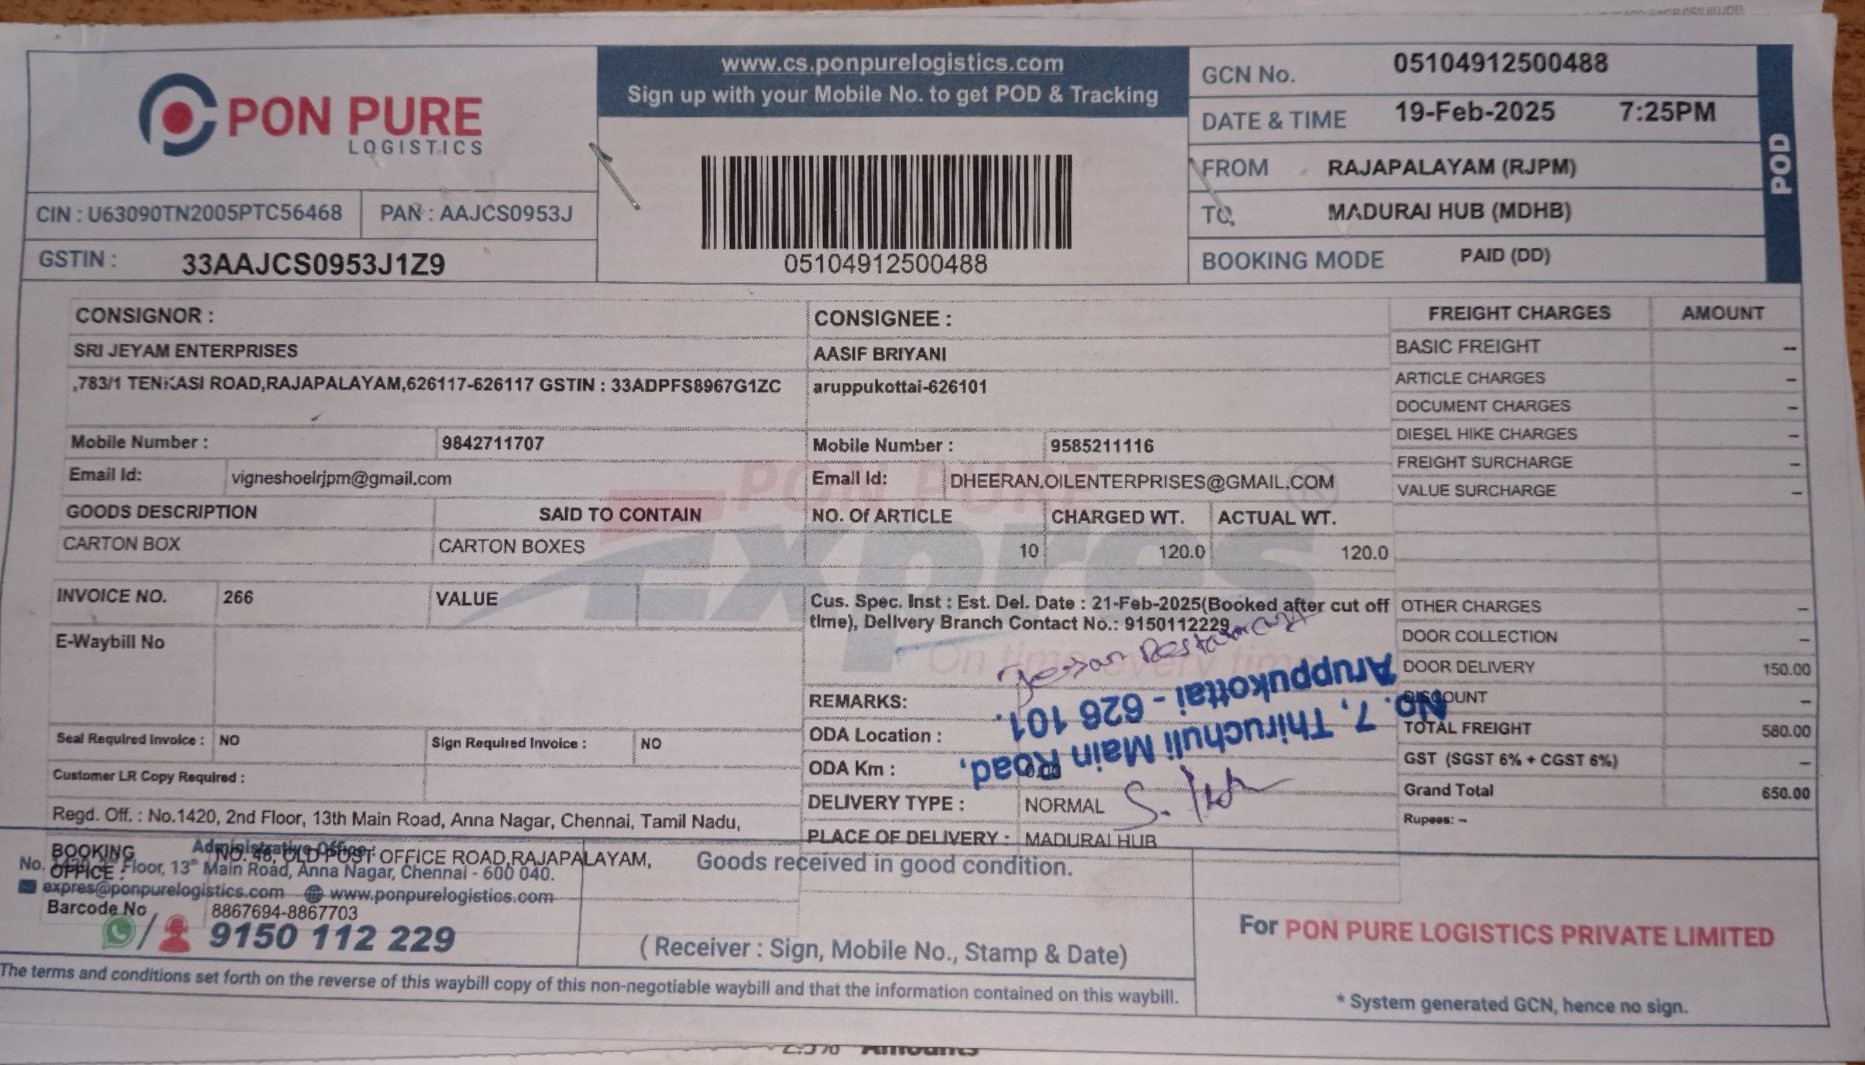 PON PURE
LOGISTICS
CIN : U63090TN2005PTC56468
PAN : AAJCS0953J
GSTIN :
33AAJCS0953J1Z9
www.cs.ponpurelogistics.com
Sign up with your Mobile No. to get POD & Tracking
05104912500488
GCN No.
05104912500488
DATE & TIME
19-Feb-2025
7:25PM
FROM
RAJAPALAYAM (RJPM)
TO
MADURAI HUB (MDHB)
BOOKING MODE
PAID (DD)
POD
CONSIGNOR :
SRI JEYAM ENTERPRISES
,783/1 TENKASI ROAD,RAJAPALAYAM,626117-626117 GSTIN : 33ADPFS8967G1ZC
Mobile Number :
9842711707
Email Id:
vigneshoelrjpm@gmail.com
CONSIGNEE :
AASIF BRIYANI
aruppukottai-626101
Mobile Number :
9585211116
Email Id:
DHEERAN.OILENTERPRISES@GMAIL.COM
GOODS DESCRIPTION
SAID TO CONTAIN
NO. Of ARTICLE
CHARGED WT.
ACTUAL WT.
CARTON BOX
CARTON BOXES
10
120.0
120.0
PON PURE
Expres
On time every time
INVOICE NO.
266
VALUE
E-Waybill No
Cus. Spec. Inst : Est. Del. Date : 21-Feb-2025(Booked after cut off
time), Delivery Branch Contact No.: 9150112229
REMARKS:
ODA Location :
ODA Km :
0.00
DELIVERY TYPE :
NORMAL
PLACE OF DELIVERY :
MADURAI HUB
No. 7, Thiruchuli Main Road,
Aruppukottai - 626 101.
Seal Required Invoice :
NO
Sign Required Invoice :
NO
Customer LR Copy Required :
FREIGHT CHARGES
AMOUNT
BASIC FREIGHT
--
ARTICLE CHARGES
--
DOCUMENT CHARGES
--
DIESEL HIKE CHARGES
--
FREIGHT SURCHARGE
--
VALUE SURCHARGE
--
OTHER CHARGES
--
DOOR COLLECTION
--
DOOR DELIVERY
150.00
DISCOUNT
--
TOTAL FREIGHT
580.00
GST (SGST 6% + CGST 6%)
--
Grand Total
650.00
Rupees: --
Regd. Off. : No.1420, 2nd Floor, 13th Main Road, Anna Nagar, Chennai, Tamil Nadu,
BOOKING
OFFICE :
NO. 48, OLD POST OFFICE ROAD,RAJAPALAYAM,
Administrative Office:
Floor, 13th Main Road, Anna Nagar, Chennai - 600 040.
expres@ponpurelogistics.com
www.ponpurelogistics.com
Barcode No
8867694-8867703
9150 112 229
Goods received in good condition.
( Receiver : Sign, Mobile No., Stamp & Date)
For PON PURE LOGISTICS PRIVATE LIMITED
* System generated GCN, hence no sign.
The terms and conditions set forth on the reverse of this waybill copy of this non-negotiable waybill and that the information contained on this waybill.
2.5% Amounts